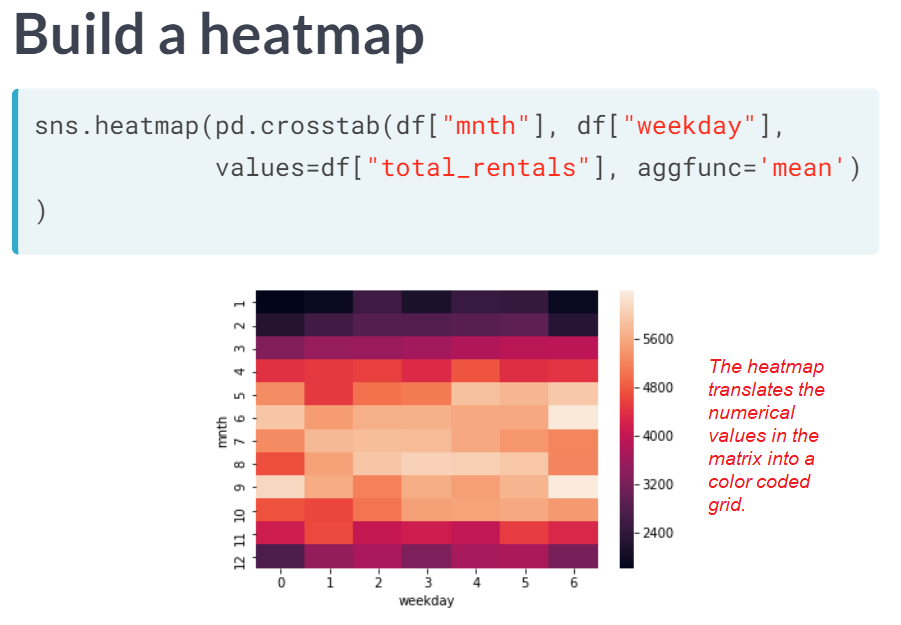 Build a heatmap
sns.heatmap(pd.crosstab(df["mnth"], df["weekday"],
values=df["total_rentals"], aggfunc='mean')
)
1
2
3
4
5
6
7
8
9
10
11
12
mnth
0 1 2 3 4 5 6
weekday
5600
4800
4000
3200
2400
The heatmap
translates the
numerical
values in the
matrix into a
color coded
grid.